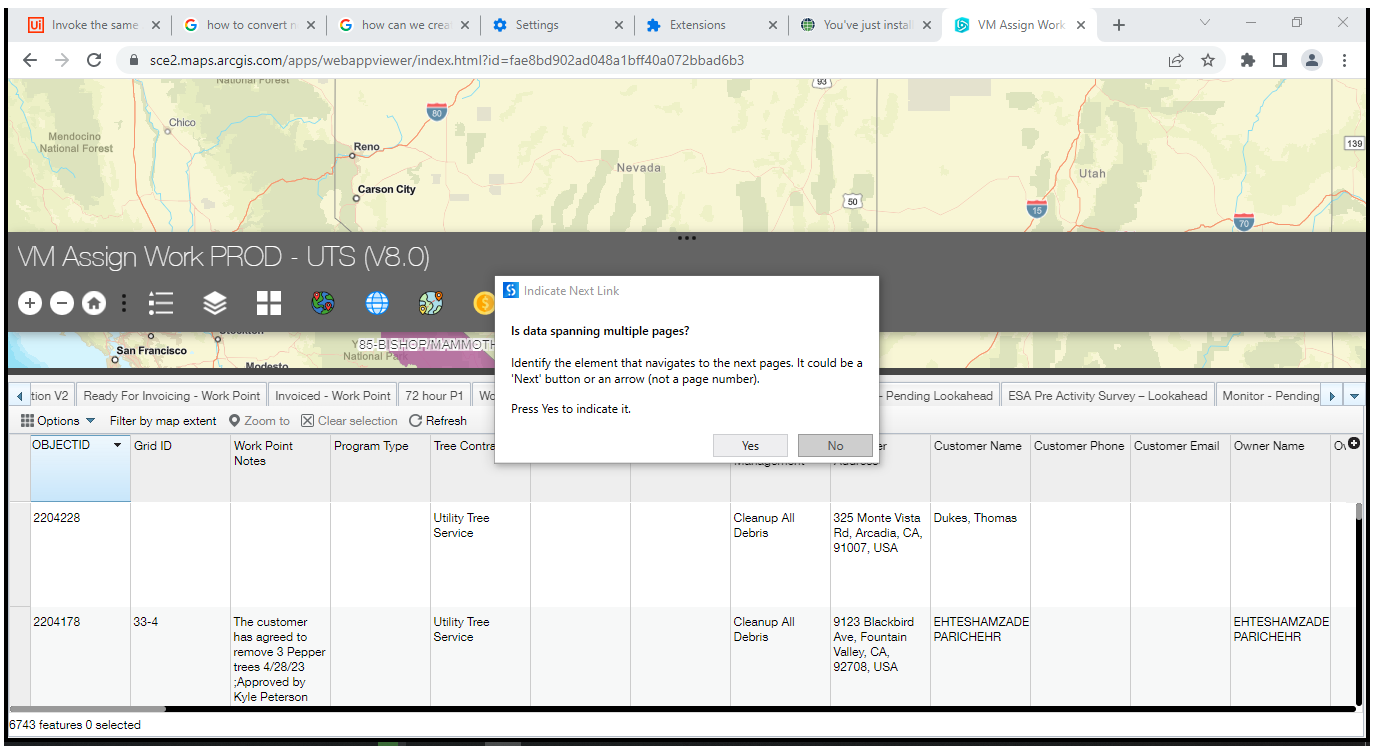 Invoke the same
how to convert n
how can we crea
Settings
Extensions
You've just instal
VM Assign Work
sce2.maps.arcgis.com/apps/webappviewer/index.html?id=fae8bd902ad048a1bff40a072bbad6b3
National Forest
93
80
Chico
Mendocino
National Forest
Reno
Nevada
139
Carson City
Utah
50
15
70
VM Assign Work PROD - UTS (V8.0)
Indicate Next Link
Is data spanning multiple pages?
Identify the element that navigates to the next pages. It could be a
'Next' button or an arrow (not a page number).
Press Yes to indicate it.
Yes
No
Stockton
San Francisco
Y85-BISHOP/MAMMOTH
National Park
Modesto
tion V2
Ready For Invoicing - Work Point
Invoiced - Work Point
72 hour P1
Wo
- Pending Lookahead
ESA Pre Activity Survey – Lookahead
Monitor - Pending
Options
Filter by map extent
Zoom to
Clear selection
Refresh
OBJECTID
Grid ID
Work Point
Notes
Program Type
Tree Contra
Management
er
Address
Customer Name
Customer Phone
Customer Email
Owner Name
Ov
2204228
Utility Tree
Service
Cleanup All
Debris
325 Monte Vista
Rd, Arcadia, CA,
91007, USA
Dukes, Thomas
2204178
33-4
The customer
has agreed to
remove 3 Pepper
trees 4/28/23
;Approved by
Kyle Peterson
Utility Tree
Service
Cleanup All
Debris
9123 Blackbird
Ave, Fountain
Valley, CA,
92708, USA
EHTESHAMZADE
PARICHEHR
EHTESHAMZADE
PARICHEHR
6743 features 0 selected